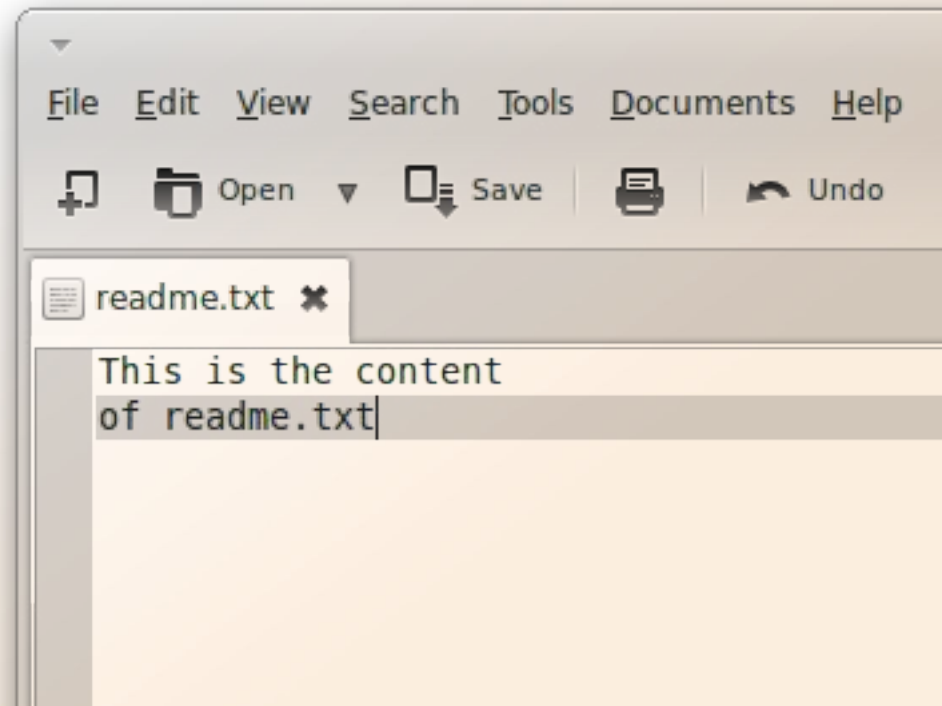 File Edit View Search Tools Documents Help
Open Save Undo
readme.txt
This is the content
of readme.txt